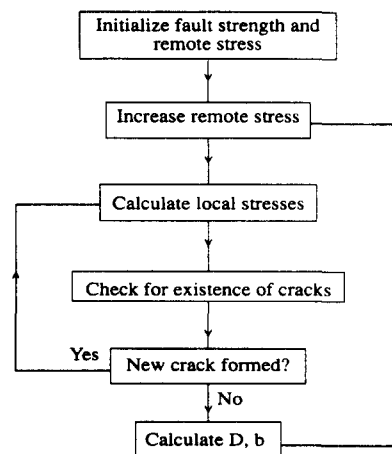 Initialize fault strength and
remote stress
Increase remote stress
Calculate local stresses
Check for existence of cracks
Yes
New crack formed?
No
Calculate D, b